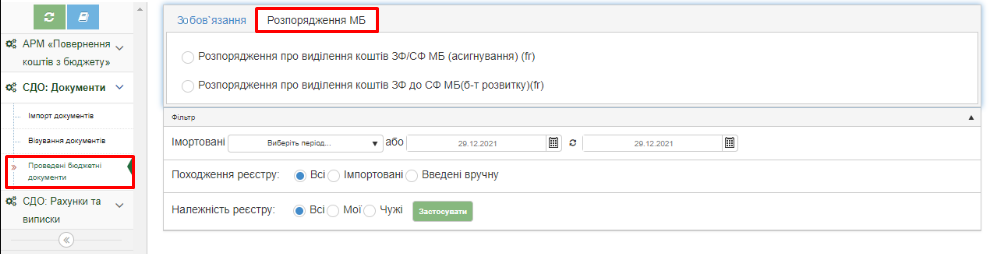 АРМ «Повернення
коштів з бюджету»
СДО: Документи
Імпорт документів
Візування документів
Проведені бюджетні
документи
СДО: Рахунки та
виписки
Зобов'язання Розпорядження МБ
Розпорядження про виділення коштів ЗФ/СФ МБ (асигнування) (fr)
Розпорядження про виділення коштів ЗФ до СФ МБ(б-т розвитку)(fr)
Фільтр
Імортовані Виберіть період... або 29.12.2021 29.12.2021
Походження реєстру: Всі Імпортовані Введені вручну
Належність реєстру: Всі Мої Чужі Застосувати